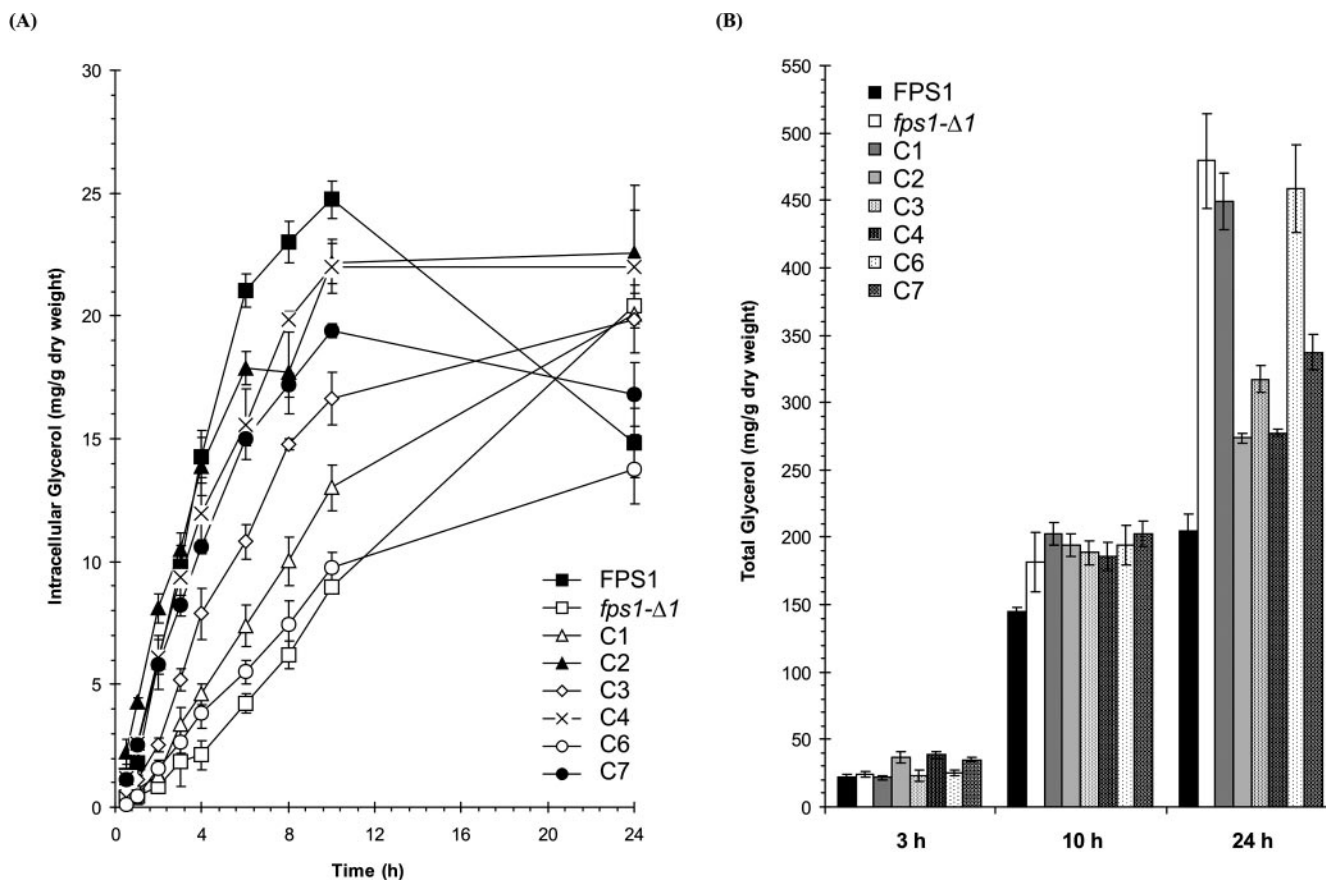 (A)
30
25
20
15
10
5
0
Intracellular Glycerol (mg/g dry weight)
0 4 8 12 16 20 24
Time (h)
FPS1
fps1-Δ1
C1
C2
C3
C4
C6
C7
(B)
550
500
450
400
350
300
250
200
150
100
50
0
Total Glycerol (mg/g dry weight)
FPS1
fps1-Δ1
C1
C2
C3
C4
C6
C7
3 h 10 h 24 h